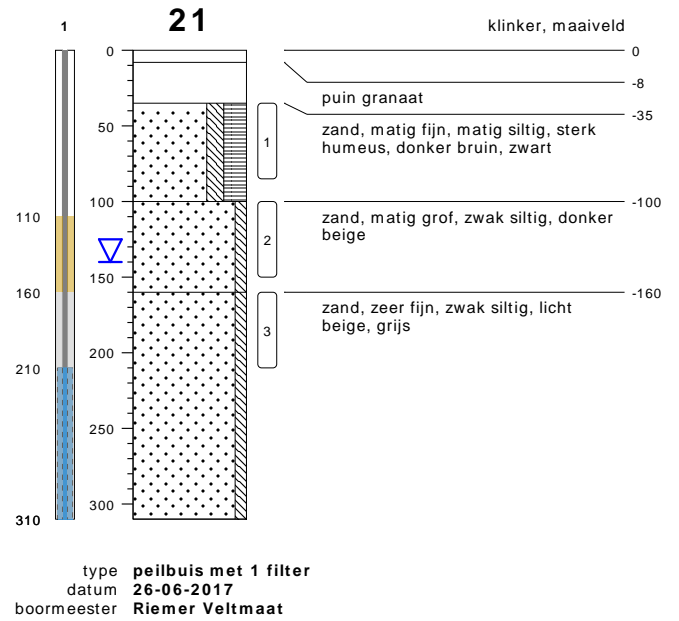 1
21
klinker, maaiveld
0
0
-8
puin granaat
-35
zand, matig fijn, matig siltig, sterk
humeus, donker bruin, zwart
50
1
100
-100
110
zand, matig grof, zwak siltig, donker
beige
2
150
160
-160
zand, zeer fijn, zwak siltig, licht
beige, grijs
3
200
210
250
300
310
type peilbuis met 1 filter
datum 26-06-2017
boormeester Riemer Veltmaat